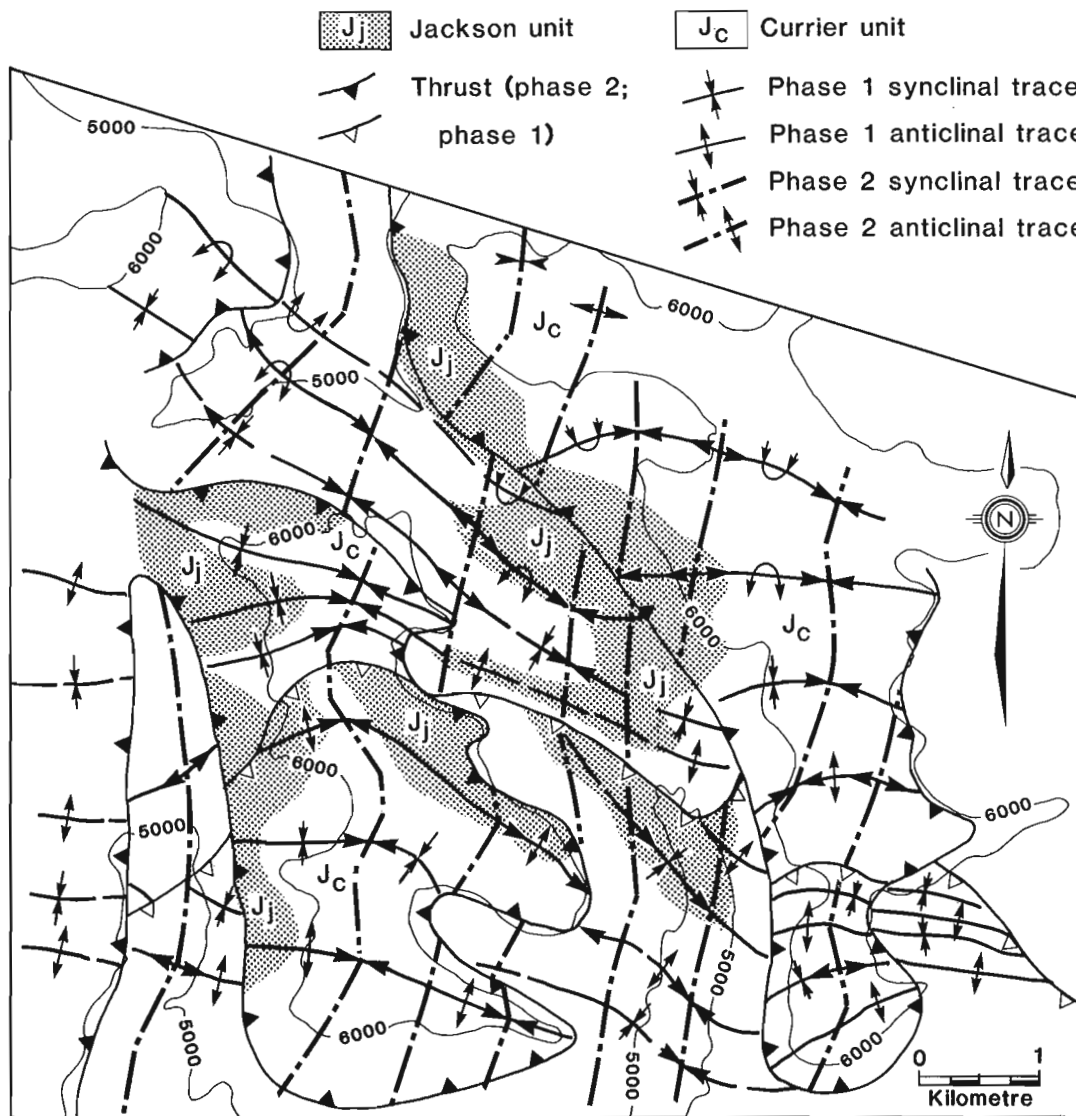 Jj Jackson unit
Jc Currier unit
Thrust (phase 2;
phase 1)
Phase 1 synclinal trace
Phase 1 anticlinal trace
Phase 2 synclinal trace
Phase 2 anticlinal trace
5000
6000
6000
Jc
5000
Jj
6000
Jc
Jj
N
Jj
6000
Jc
Jj
Jj
6000
5000
6000
Jc
Jj
5000
5000
6000
5000
6000
0 1
Kilometre